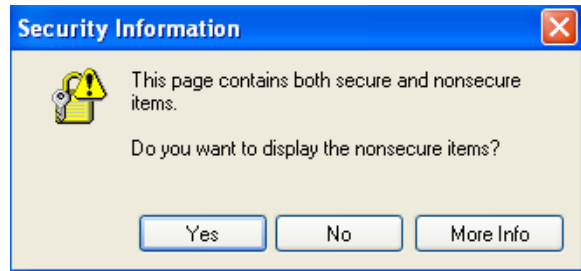 Security Information
This page contains both secure and nonsecure
items.
Do you want to display the nonsecure items?
Yes No More Info